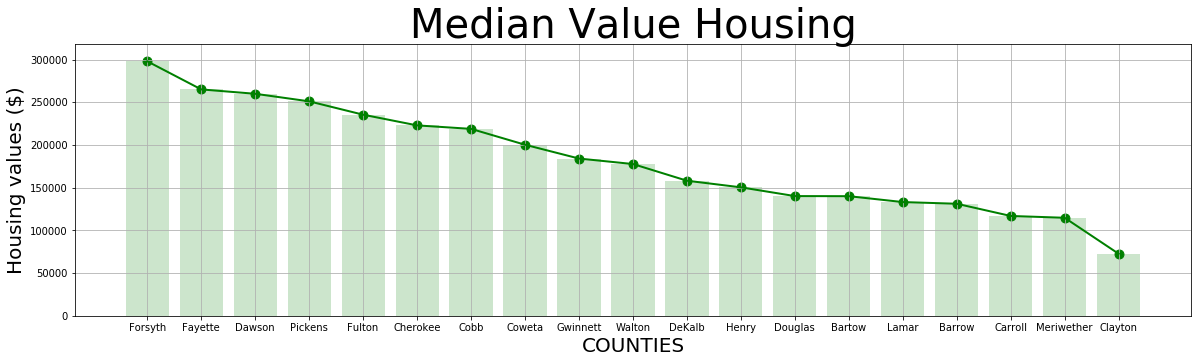 Median Value Housing
Housing values ($)
300000
250000
200000
150000
100000
50000
0
Forsyth Fayette Dawson Pickens Fulton Cherokee Cobb Coweta Gwinnett Walton DeKalb Henry Douglas Bartow Lamar Barrow Carroll Meriwether Clayton
COUNTIES